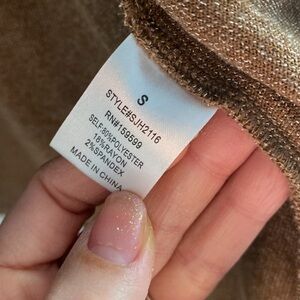 S
STYLE#SJH2116
RN#159599
SELF:80%POLYESTER
18%RAYON
2%SPANDEX
MADE IN CHINA